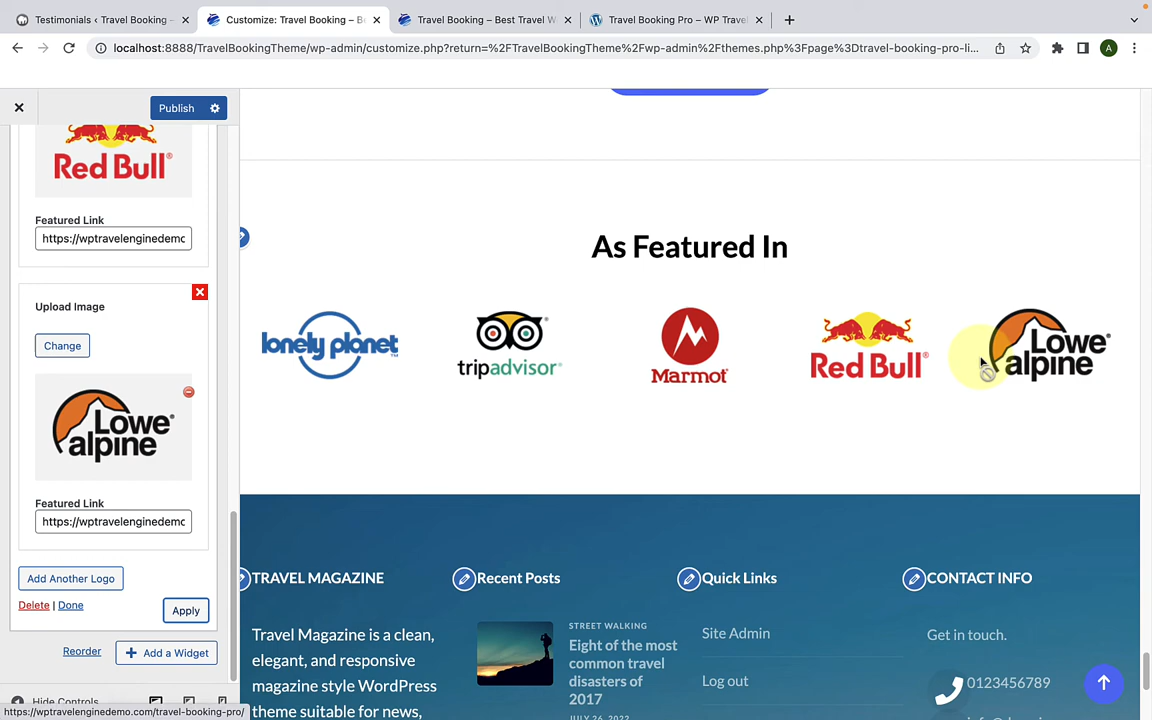 Testimonials ‹ Travel Booking –
Customize: Travel Booking – B
Travel Booking – Best Travel W
Travel Booking Pro – WP Trave
localhost:8888/TravelBookingTheme/wp-admin/customize.php?return=%2FTravelBookingTheme%2Fwp-admin%2Fthemes.php%3Fpage%3Dtravel-booking-pro-li...
A
Publish
Red Bull®
Featured Link
https://wptravelenginedemo
Upload Image
Change
Lowe
alpine®
Featured Link
https://wptravelenginedemo
Add Another Logo
Delete | Done
Apply
Reorder
Add a Widget
Hide Controls
https://wptravelenginedemo.com/travel-booking-pro/
As Featured In
lonely planet™
tripadvisor®
Marmot®
Red Bull®
Lowe
alpine®
TRAVEL MAGAZINE
Travel Magazine is a clean,
elegant, and responsive
magazine style WordPress
theme suitable for news,
Recent Posts
STREET WALKING
Eight of the most
common travel
disasters of
2017
JULY 26, 2022
Quick Links
Site Admin
Log out
CONTACT INFO
Get in touch.
0123456789